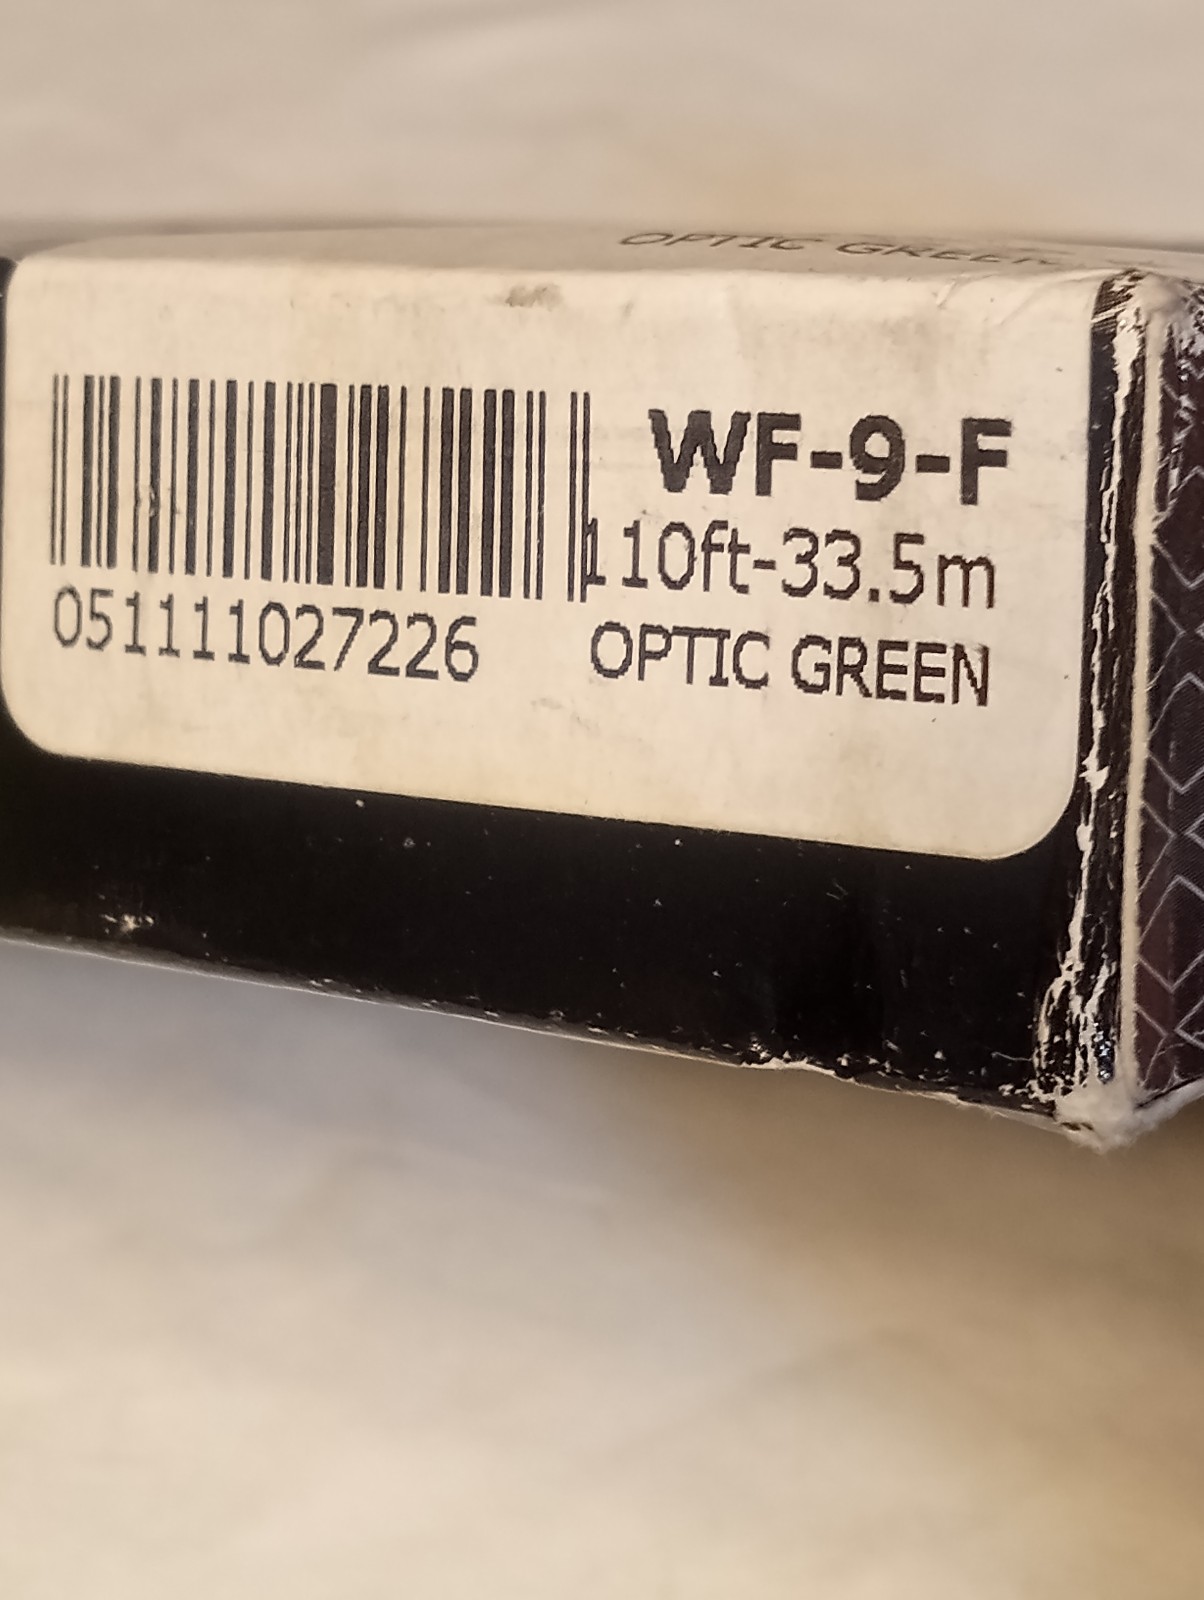 OPTIC GREEN
WF-9-F
110ft-33.5m
051111027226
OPTIC GREEN